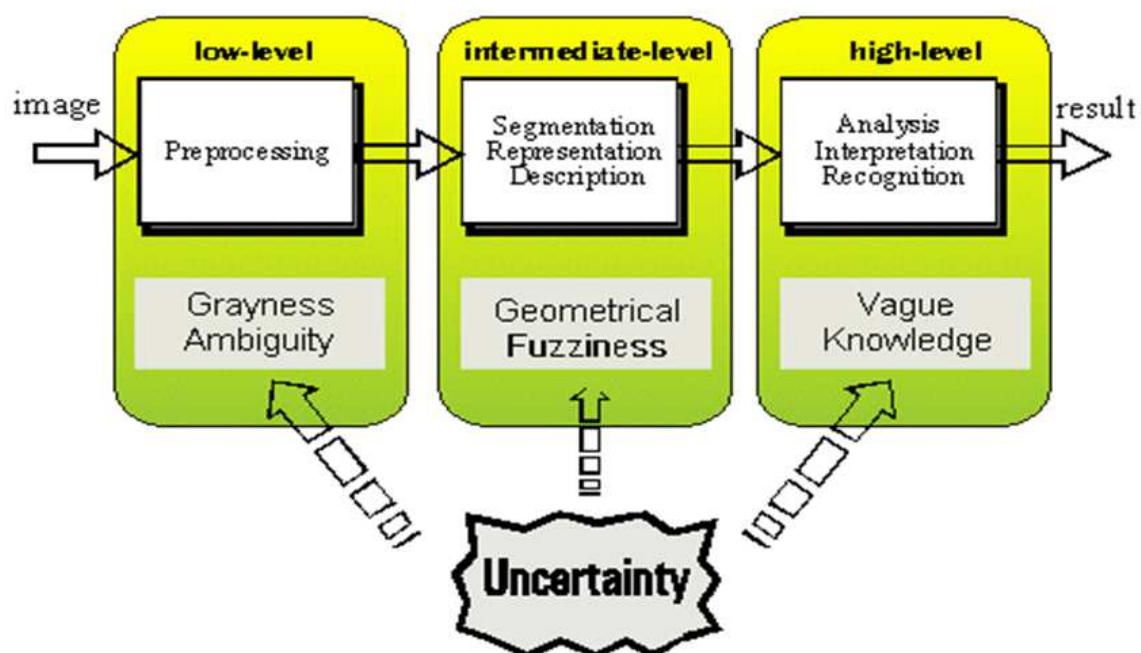 low-level
intermediate-level
high-level
image
Preprocessing
Segmentation
Representation
Description
Analysis
Interpretation
Recognition
result
Grayness
Ambiguity
Geometrical
Fuzziness
Vague
Knowledge
Uncertainty